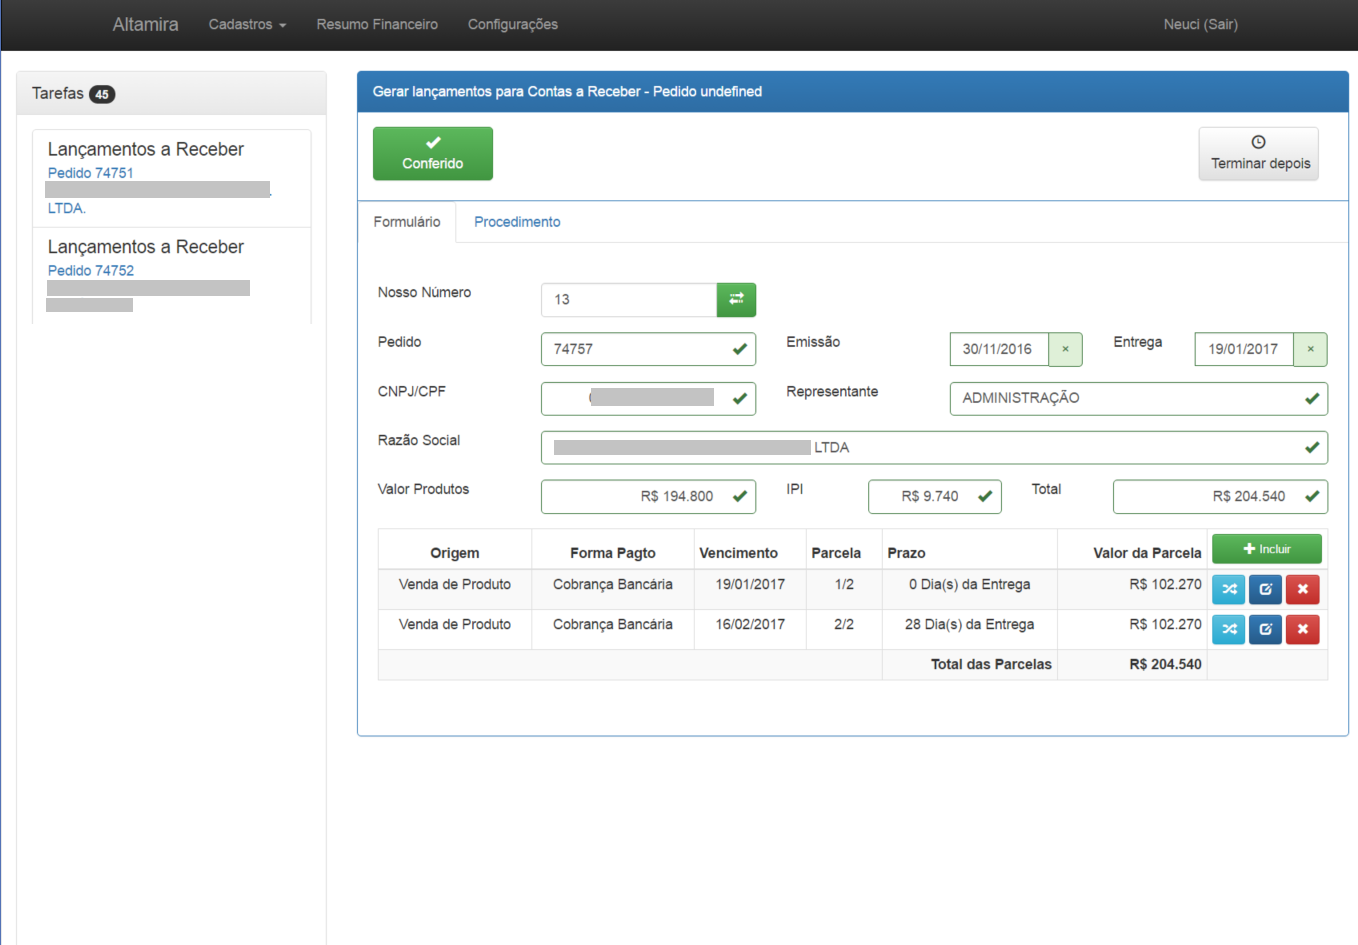 Altamira Cadastros Resumo Financeiro Configurações Neuci (Sair)
Tarefas 45
Lançamentos a Receber
Pedido 74751
LTDA.
Lançamentos a Receber
Pedido 74752
Gerar lançamentos para Contas a Receber - Pedido undefined
Conferido
Terminar depois
Formulário Procedimento
Nosso Número 13
Pedido 74757 Emissão 30/11/2016 × Entrega 19/01/2017 ×
CNPJ/CPF Representante ADMINISTRAÇÃO
Razão Social LTDA
Valor Produtos R$ 194.800 IPI R$ 9.740 Total R$ 204.540
Origem Forma Pagto Vencimento Parcela Prazo Valor da Parcela Incluir
Venda de Produto Cobrança Bancária 19/01/2017 1/2 0 Dia(s) da Entrega R$ 102.270
Venda de Produto Cobrança Bancária 16/02/2017 2/2 28 Dia(s) da Entrega R$ 102.270
Total das Parcelas R$ 204.540